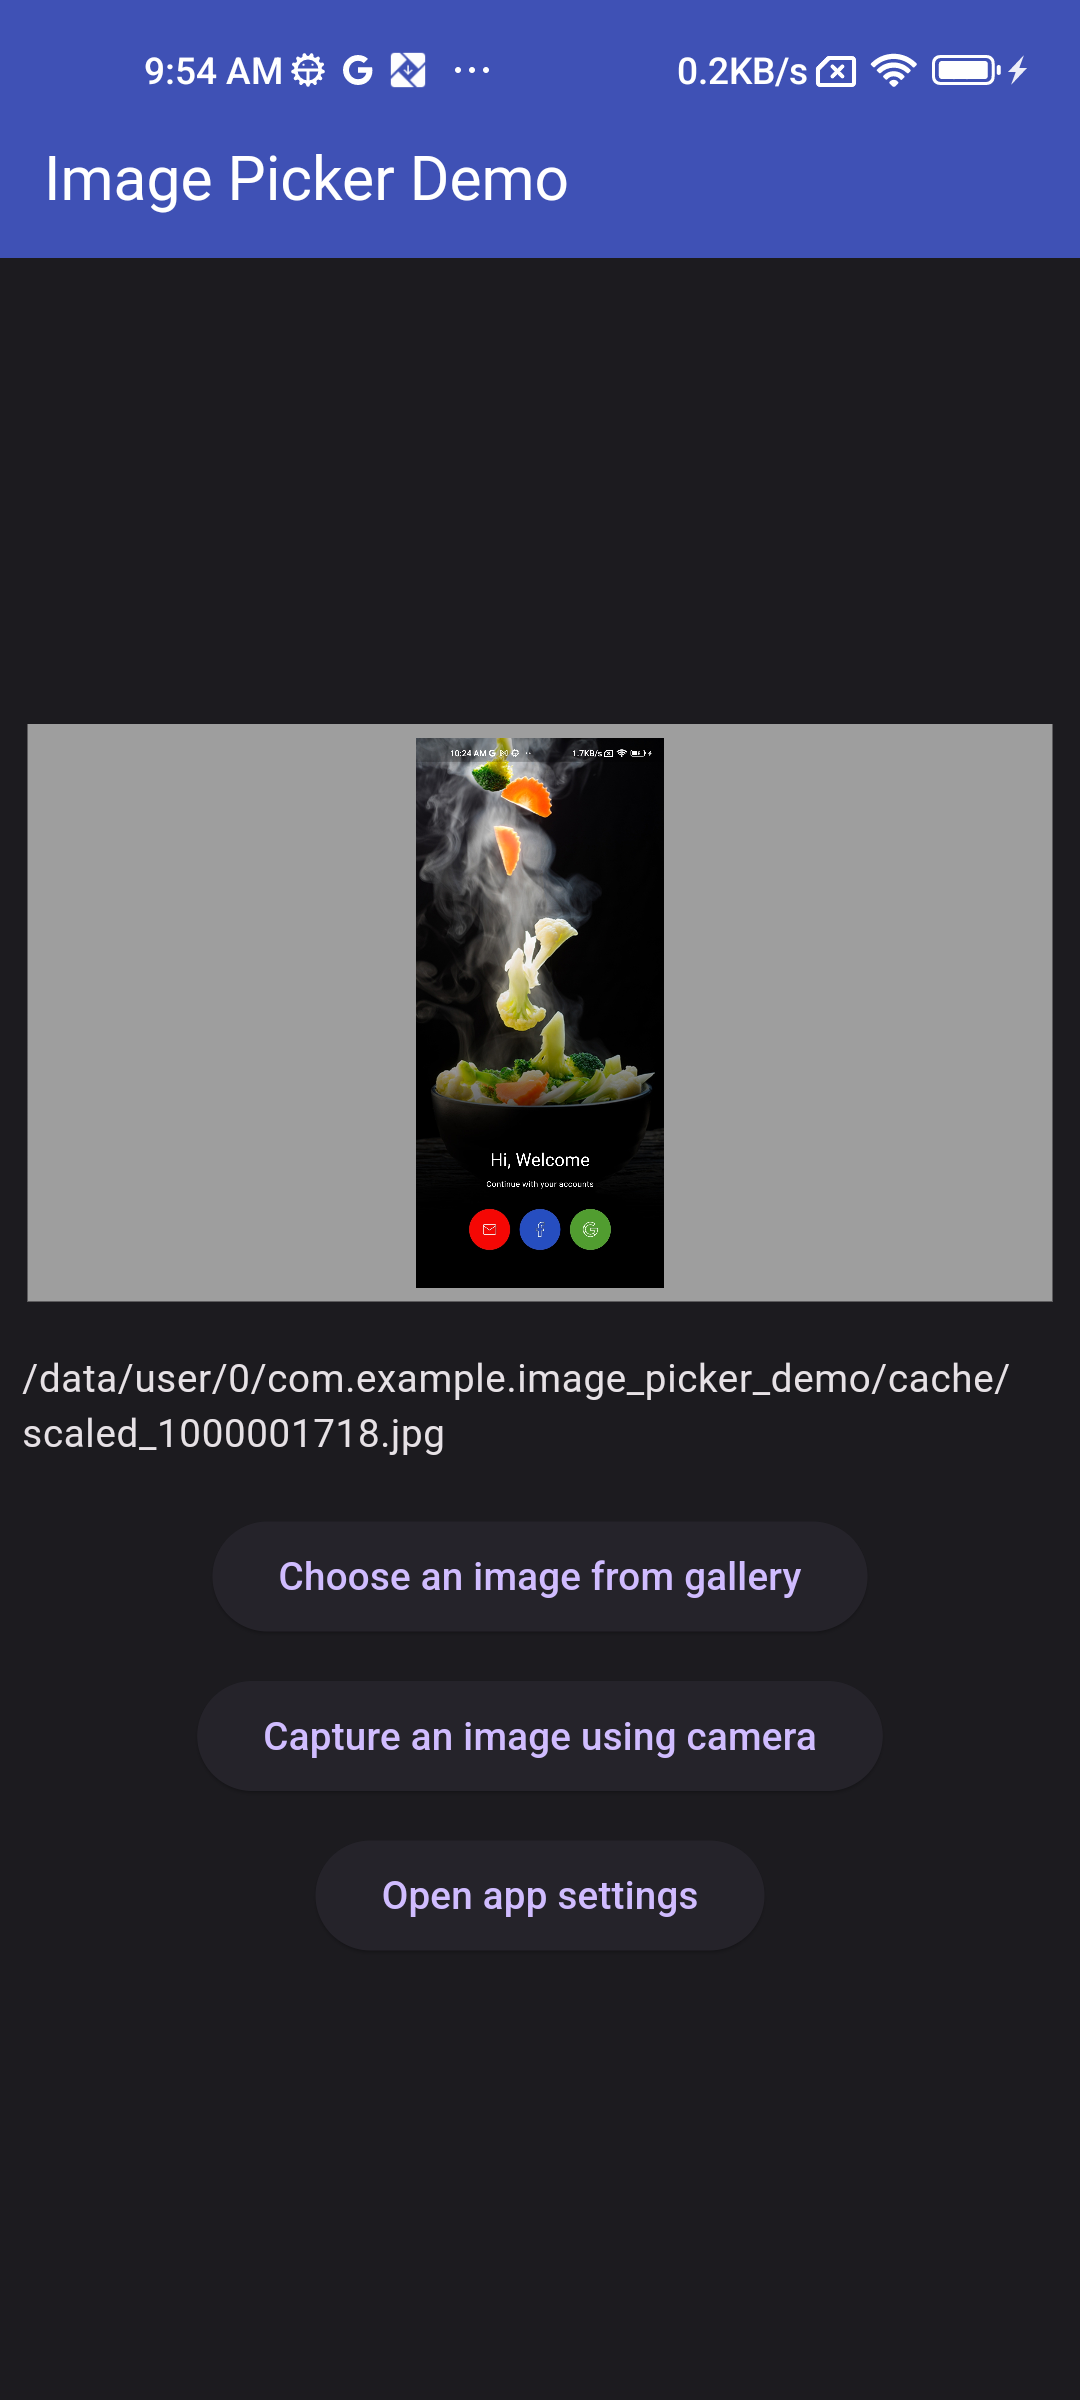 9:54 AM G ... 0.2KB/s
Image Picker Demo
10:24 AM G 1.7KB/s
Hi, Welcome
Continue with your accounts
f G
/data/user/0/com.example.image_picker_demo/cache/
scaled_1000001718.jpg
Choose an image from gallery
Capture an image using camera
Open app settings